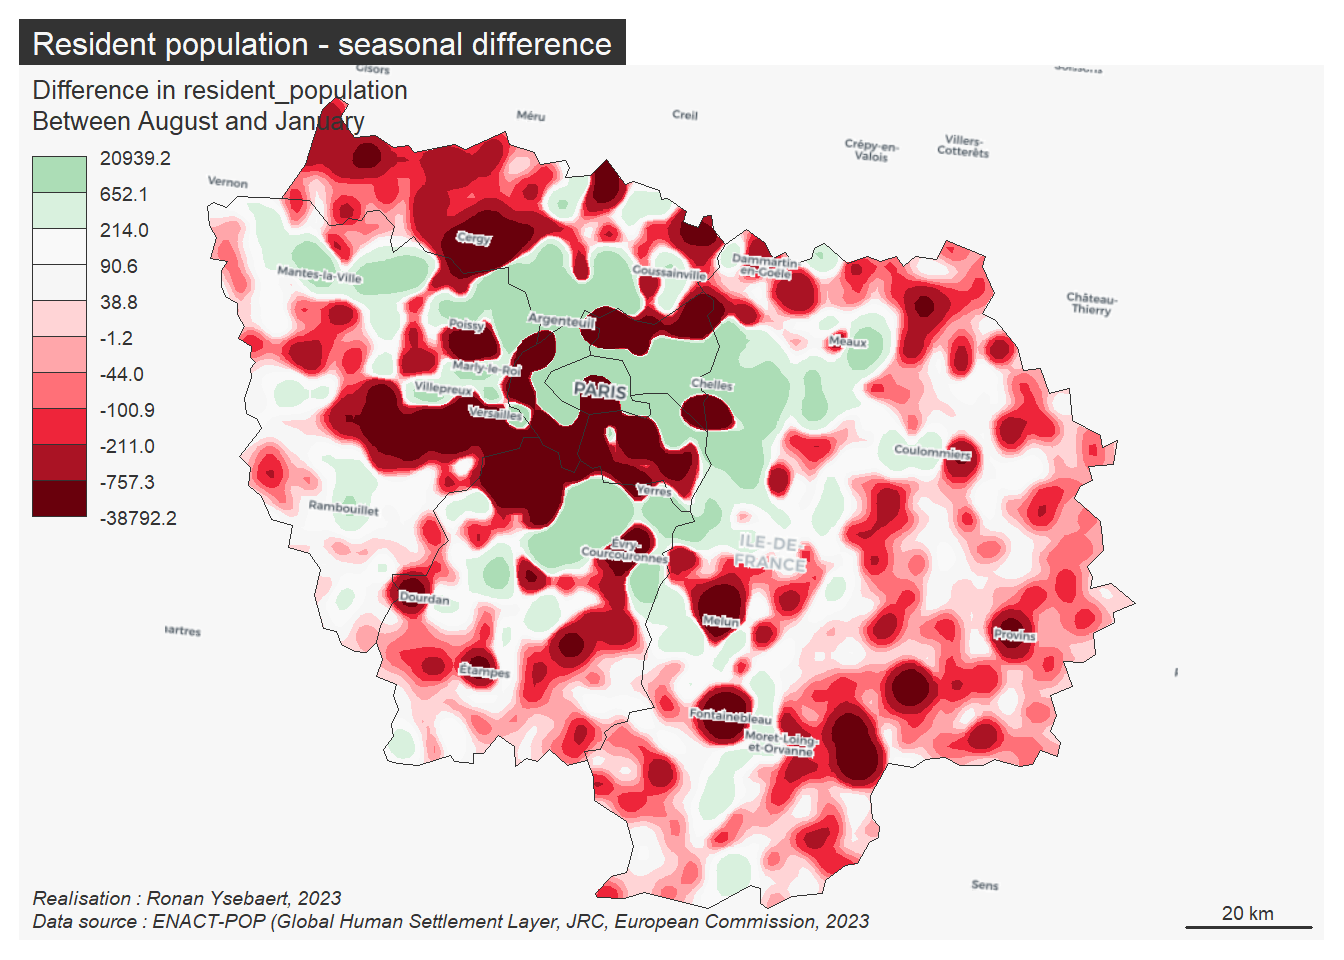 Resident population - seasonal difference
Difference in resident_population
Between August and January
20939.2
652.1
214.0
90.6
38.8
-1.2
-44.0
-100.9
-211.0
-757.3
-38792.2
Gisors
Méru
Creil
Crépy-en-
Valois
Villers-
Cotterêts
Vernon
Cergy
Mantes-la-Ville
Goussainville
Dammartin-
en-Goële
Château-
Thierry
Poissy
Argenteuil
Meaux
Marly-le-Roi
Villepreux
PARIS
Chelles
Versailles
Coulommiers
Yerres
Rambouillet
Évry-
Courcouronnes
ILE-DE-
FRANCE
Dourdan
Melun
Provins
Étampes
Fontainebleau
Moret-Loing-
et-Orvanne
Sens
Realisation : Ronan Ysebaert, 2023
Data source : ENACT-POP (Global Human Settlement Layer, JRC, European Commission, 2023
20 km